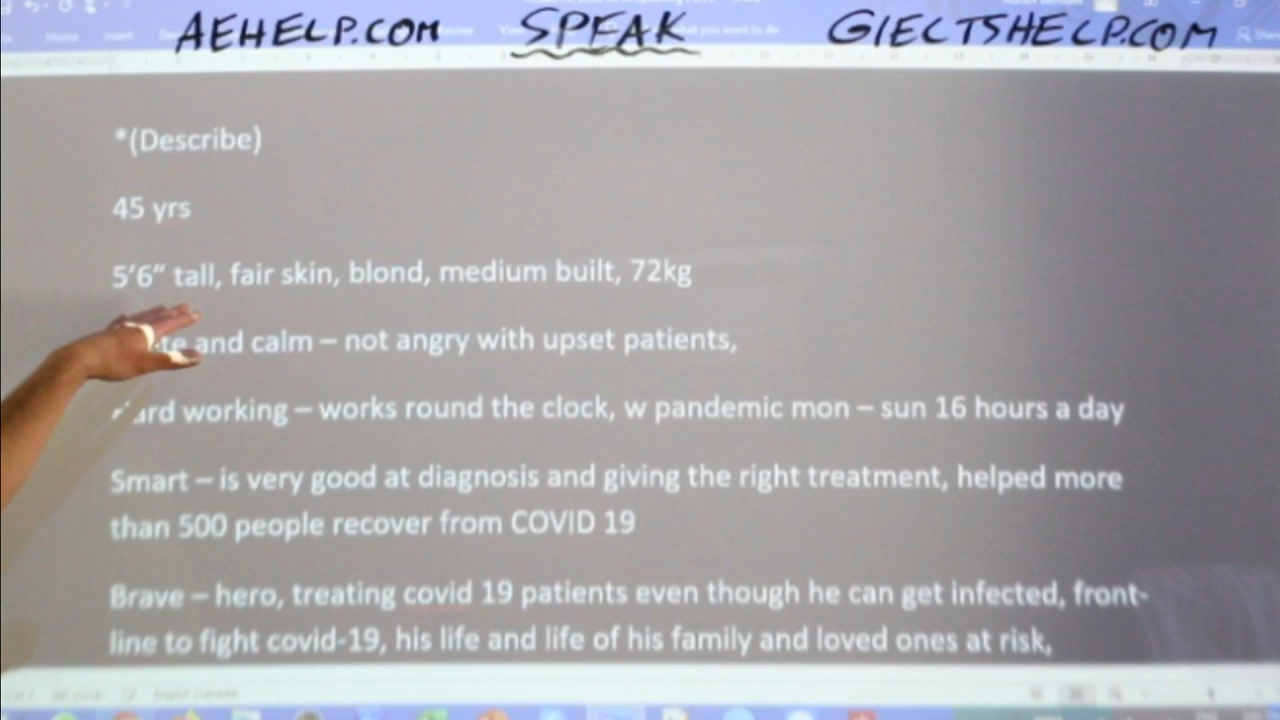 AEHELP.COM SPEAK GIELTSHELP.COM
Home Insert
*(Describe)
45 yrs
5'6" tall, fair skin, blond, medium built, 72kg
and calm – not angry with upset patients,
working – works round the clock, w pandemic mon – sun 16 hours a day
Smart – is very good at diagnosis and giving the right treatment, helped more
than 500 people recover from COVID 19
Brave – hero, treating covid 19 patients even though he can get infected, front-
line to fight covid-19, his life and life of his family and loved ones at risk,